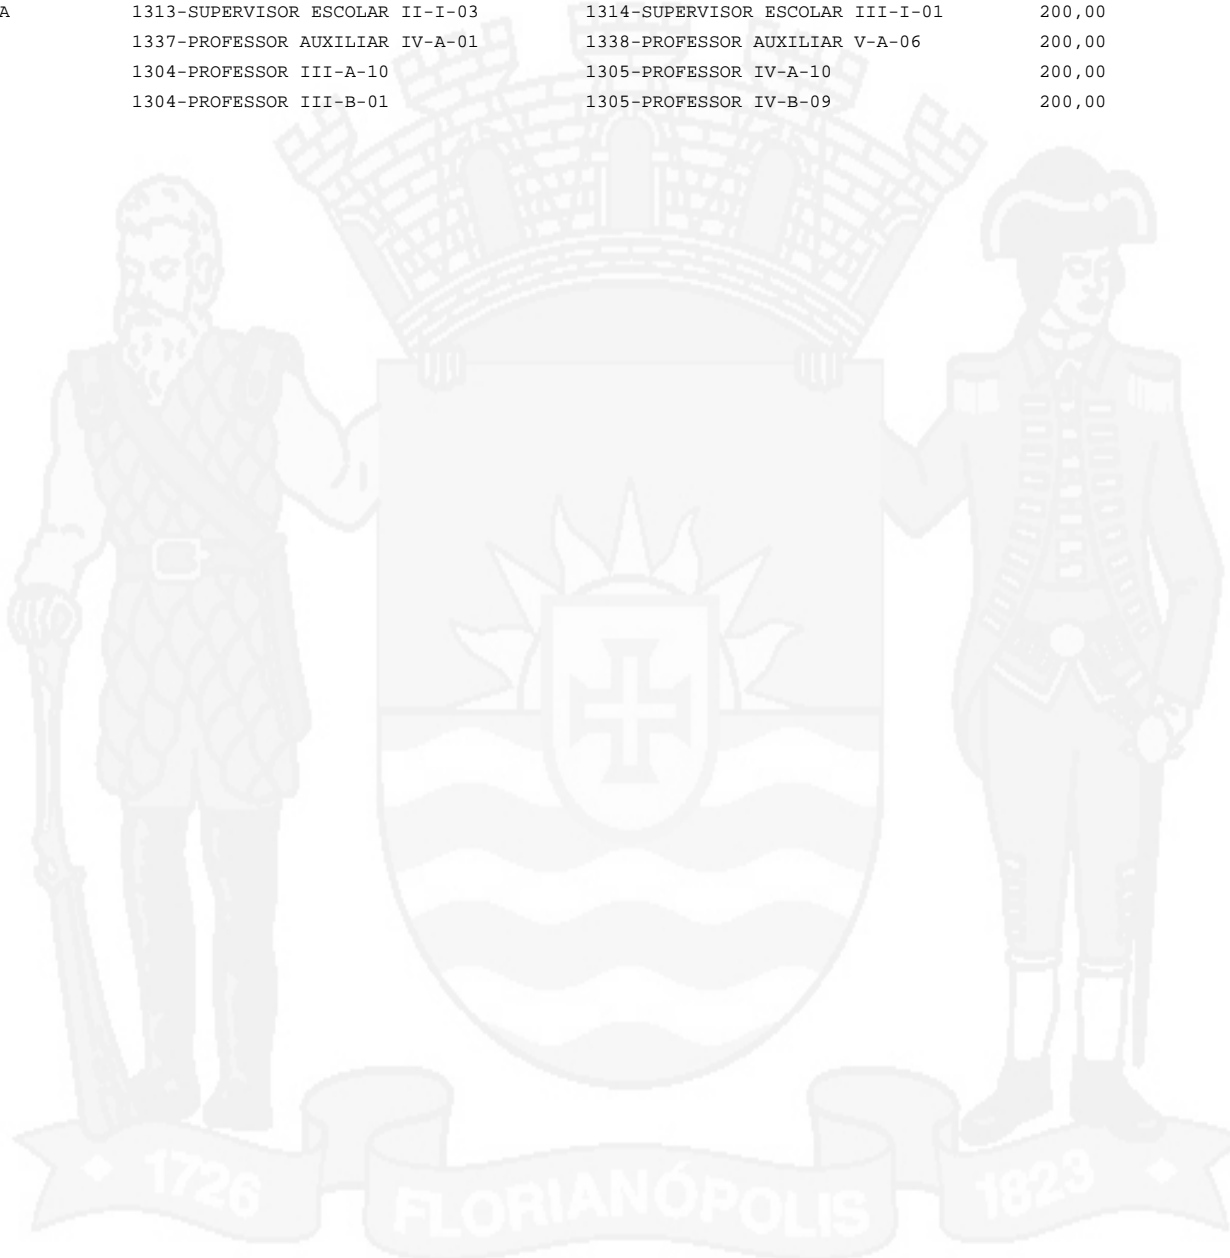 A 1313-SUPERVISOR ESCOLAR II-I-03 1314-SUPERVISOR ESCOLAR III-I-01 200,00
1337-PROFESSOR AUXILIAR IV-A-01 1338-PROFESSOR AUXILIAR V-A-06 200,00
1304-PROFESSOR III-A-10 1305-PROFESSOR IV-A-10 200,00
1304-PROFESSOR III-B-01 1305-PROFESSOR IV-B-09 200,00
1726 FLORIANÓPOLIS 1823